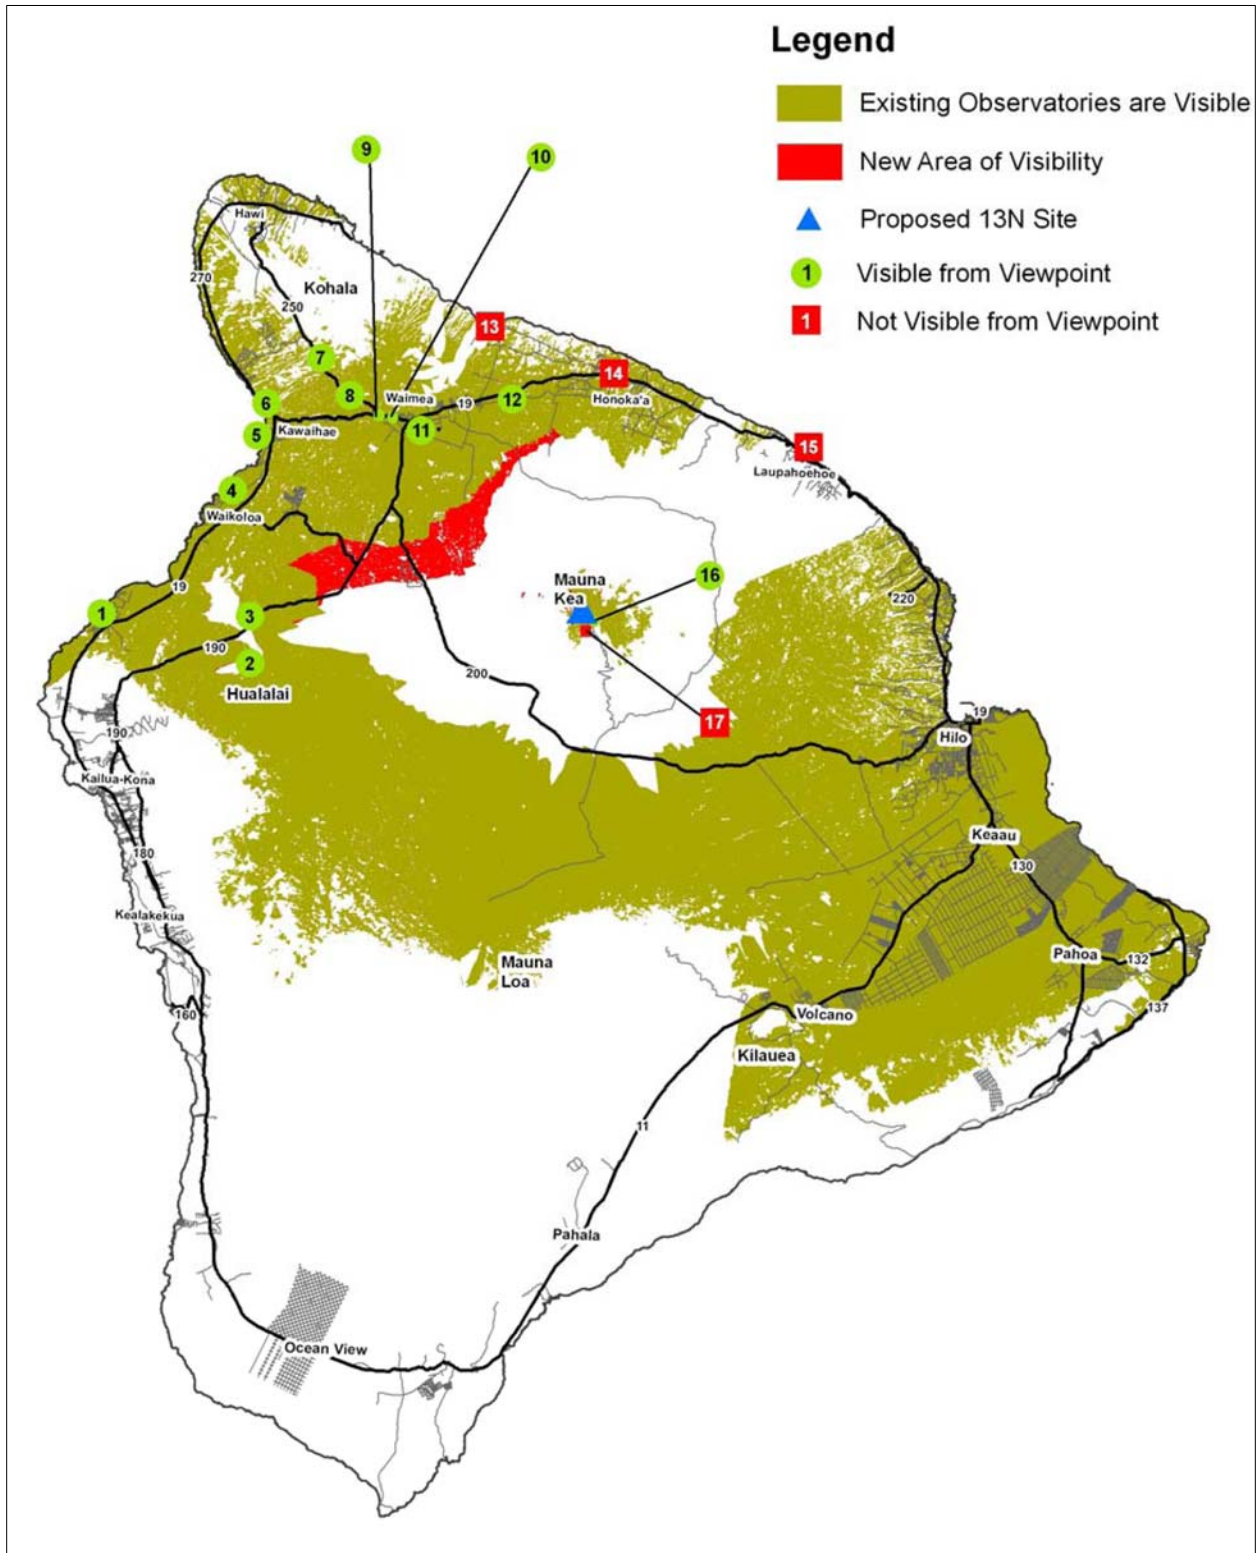 Legend
Existing Observatories are Visible
New Area of Visibility
Proposed 13N Site
1 Visible from Viewpoint
1 Not Visible from Viewpoint
9
10
Hawi
270
Kohala
250
13
7
14
8
Waimea
19
12
Honoka'a
6
11
5
Kawaihae
15
Laupahoehoe
4
Waikoloa
19
Mauna
Kea
16
220
1
3
190
2
200
Hualalai
17
19
190
Hilo
Kailua-Kona
Keaau
180
130
Kealakekua
Mauna
Loa
Pahoa
132
160
137
Volcano
Kilauea
11
Pahala
Ocean View